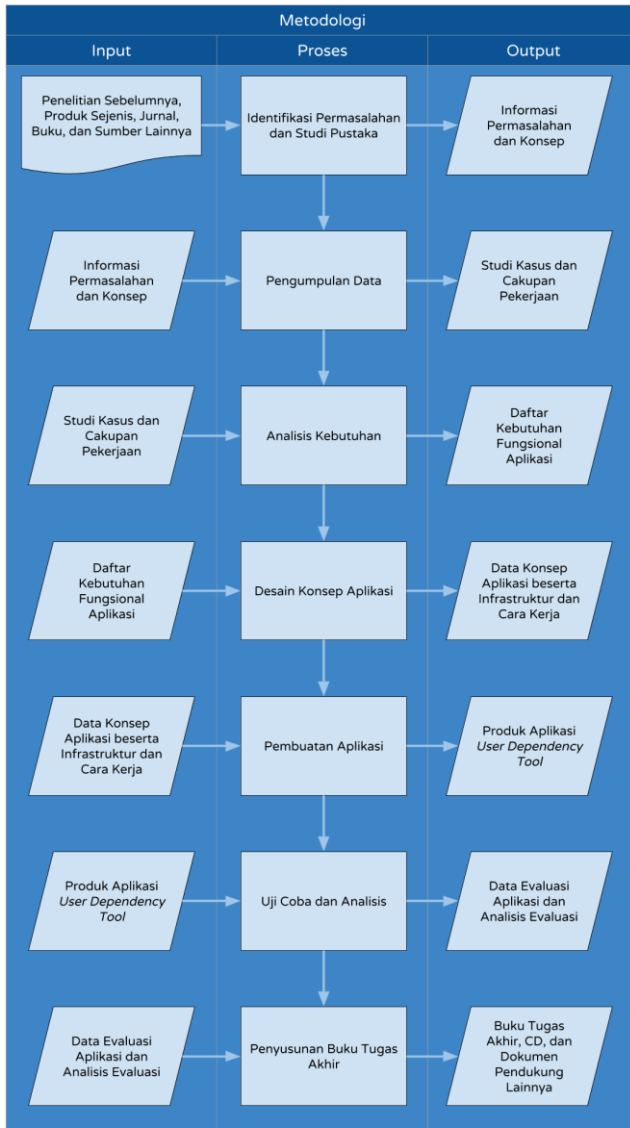 Metodologi
Input
Proses
Output
Penelitian Sebelumnya,
Produk Sejenis, Jurnal,
Buku, dan Sumber Lainnya
Identifikasi Permasalahan
dan Studi Pustaka
Informasi
Permasalahan
dan Konsep
Informasi
Permasalahan
dan Konsep
Pengumpulan Data
Studi Kasus dan
Cakupan
Pekerjaan
Studi Kasus dan
Cakupan
Pekerjaan
Analisis Kebutuhan
Daftar
Kebutuhan
Fungsional
Aplikasi
Daftar
Kebutuhan
Fungsional
Aplikasi
Desain Konsep Aplikasi
Data Konsep
Aplikasi beserta
Infrastruktur dan
Cara Kerja
Data Konsep
Aplikasi beserta
Infrastruktur dan
Cara Kerja
Pembuatan Aplikasi
Produk Aplikasi
User Dependency
Tool
Produk Aplikasi
User Dependency
Tool
Uji Coba dan Analisis
Data Evaluasi
Aplikasi dan
Analisis Evaluasi
Data Evaluasi
Aplikasi dan
Analisis Evaluasi
Penyusunan Buku Tugas
Akhir
Buku Tugas
Akhir, CD, dan
Dokumen
Pendukung
Lainnya